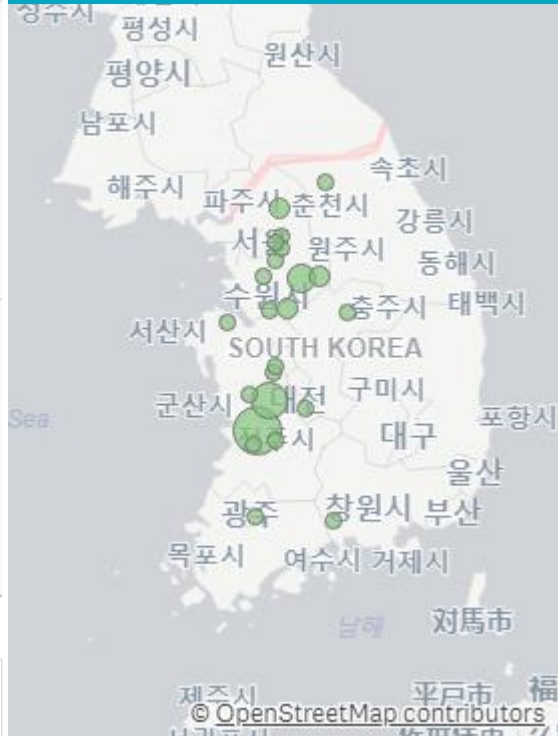 평성시
원산시
평양시
남포시
해주시
파주시
춘천시
속초시
강릉시
서울
원주시
동해시
수원시
충주시
태백시
서산시
SOUTH KOREA
군산시
대전
구미시
포항시
Sea
대구
울산
광주
창원시
부산
목포시
여수시
거제시
남해
対馬市
제주시
平戸市
福
© OpenStreetMap contributors